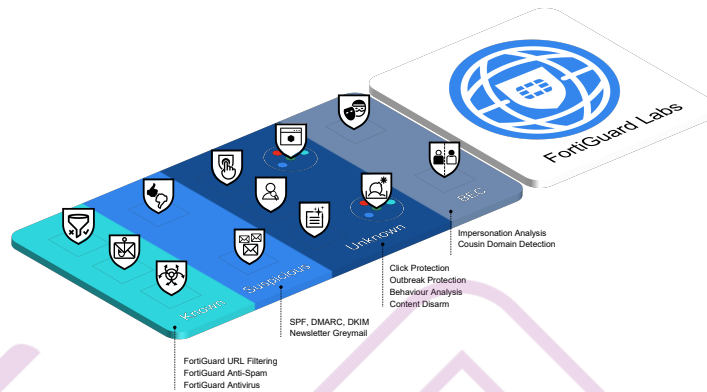 FortiGuard Labs
BEC
Impersonation Analysis
Cousin Domain Detection
Unknown
Click Protection
Outbreak Protection
Behaviour Analysis
Content Disarm
Suspicious
SPF, DMARC, DKIM
Newsletter Greymail
Known
FortiGuard URL Filtering
FortiGuard Anti-Spam
FortiGuard Antivirus